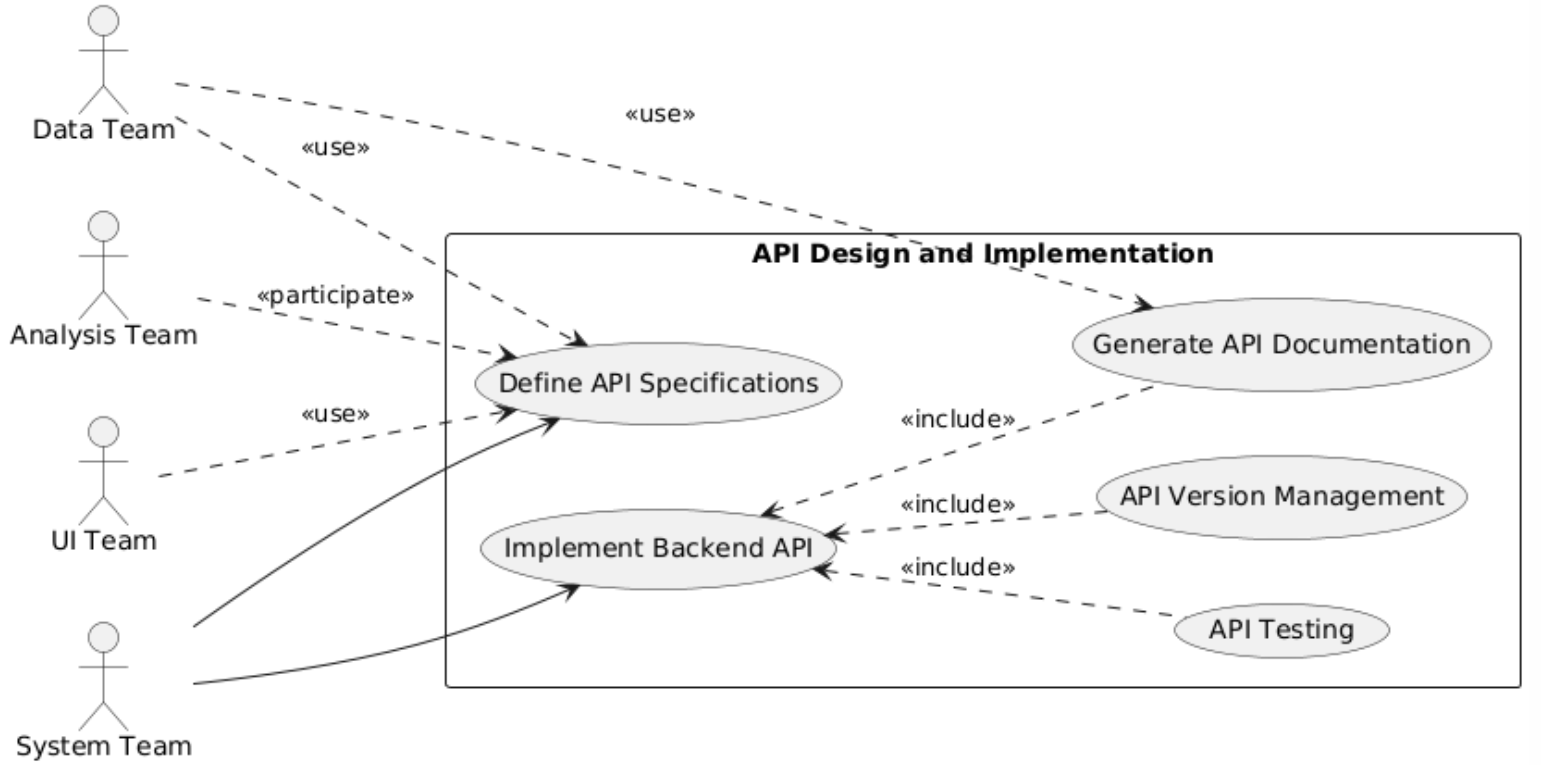 Data Team
«use»
«use»
Analysis Team
«participate»
UI Team
«use»
System Team
API Design and Implementation
Define API Specifications
Generate API Documentation
«include»
API Version Management
«include»
Implement Backend API
«include»
API Testing